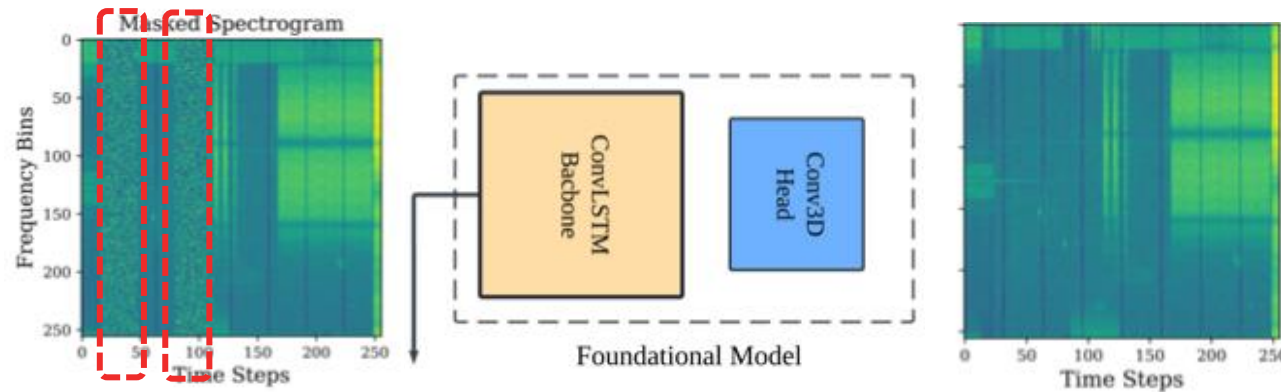 Masked Spectrogram
Frequency Bins
0
50
100
150
200
250
0
50
100
150
200
250
Time Steps
ConvLSTM
Bacbone
Conv3D
Head
Foundational Model
0
50
100
150
200
250
Time Steps